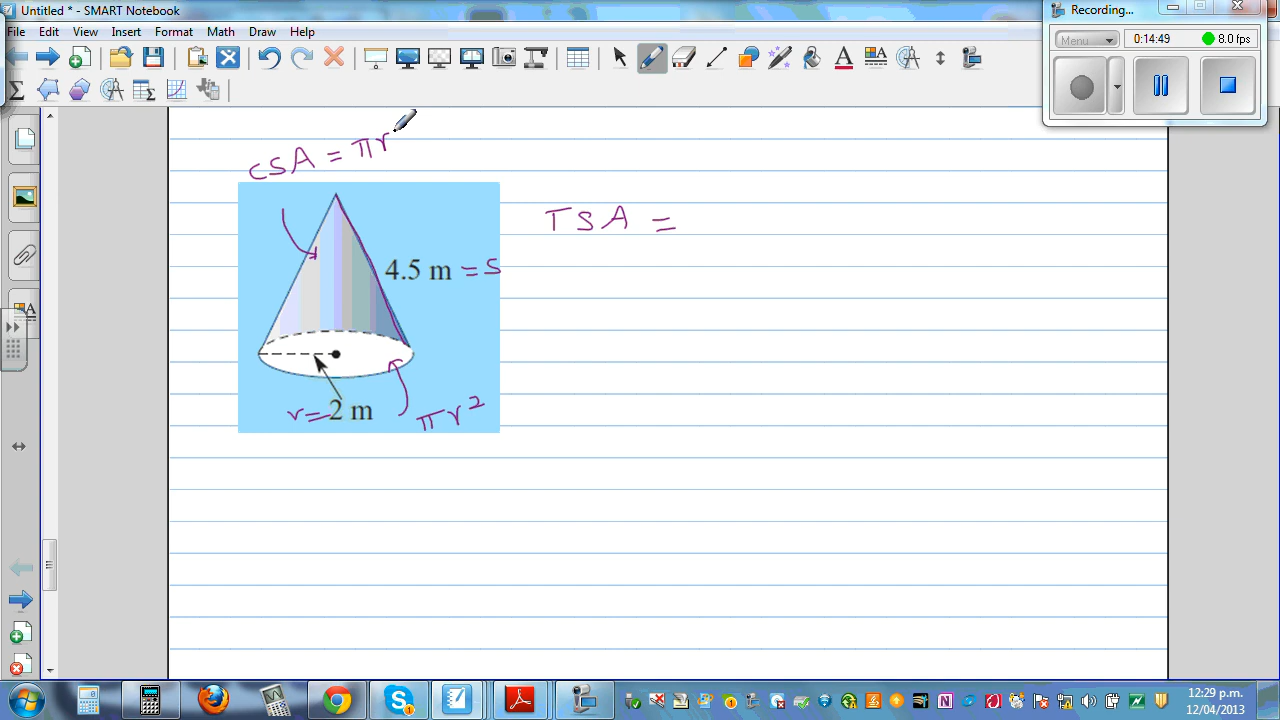 Untitled * - SMART Notebook
File Edit View Insert Format Math Draw Help
Recording...
Menu 0:14:49 8.0 fps
CSA = πr
TSA =
4.5 m = s
r = 2 m
πr²
12:29 p.m.
12/04/2013